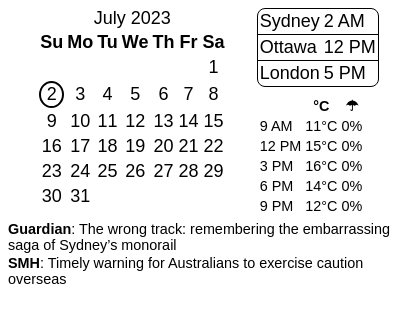 July 2023
Su Mo Tu We Th Fr Sa
1
2 3 4 5 6 7 8
9 10 11 12 13 14 15
16 17 18 19 20 21 22
23 24 25 26 27 28 29
30 31
Sydney 2 AM
Ottawa 12 PM
London 5 PM
°C ☂
9 AM 11°C 0%
12 PM 15°C 0%
3 PM 16°C 0%
6 PM 14°C 0%
9 PM 12°C 0%
Guardian: The wrong track: remembering the embarrassing
saga of Sydney’s monorail
SMH: Timely warning for Australians to exercise caution
overseas